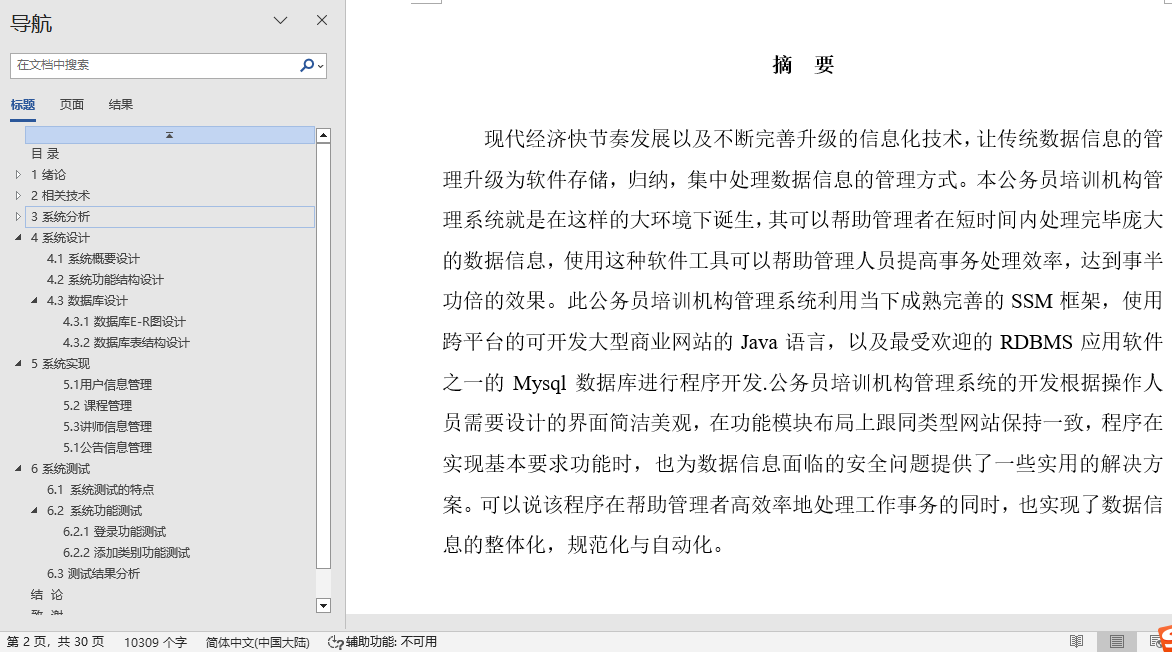 导航
在文档中搜索
标题 页面 结果
目 录
1 绪论
2 相关技术
3 系统分析
4 系统设计
4.1 系统概要设计
4.2 系统功能结构设计
4.3 数据库设计
4.3.1 数据库E-R图设计
4.3.2 数据库表结构设计
5 系统实现
5.1用户信息管理
5.2 课程管理
5.3讲师信息管理
5.1公告信息管理
6 系统测试
6.1 系统测试的特点
6.2 系统功能测试
6.2.1 登录功能测试
6.2.2 添加类别功能测试
6.3 测试结果分析
结 论
致 谢
摘 要
现代经济快节奏发展以及不断完善升级的信息化技术，让传统数据信息的管
理升级为软件存储，归纳，集中处理数据信息的管理方式。本公务员培训机构管
理系统就是在这样的大环境下诞生，其可以帮助管理者在短时间内处理完毕庞大
的数据信息，使用这种软件工具可以帮助管理人员提高事务处理效率，达到事半
功倍的效果。此公务员培训机构管理系统利用当下成熟完善的 SSM 框架，使用
跨平台的可开发大型商业网站的 Java 语言，以及最受欢迎的 RDBMS 应用软件
之一的 Mysql 数据库进行程序开发.公务员培训机构管理系统的开发根据操作人
员需要设计的界面简洁美观，在功能模块布局上跟同类型网站保持一致，程序在
实现基本要求功能时，也为数据信息面临的安全问题提供了一些实用的解决方
案。可以说该程序在帮助管理者高效率地处理工作事务的同时，也实现了数据信
息的整体化，规范化与自动化。
第 2 页，共 30 页 10309 个字 简体中文(中国大陆) 辅助功能: 不可用